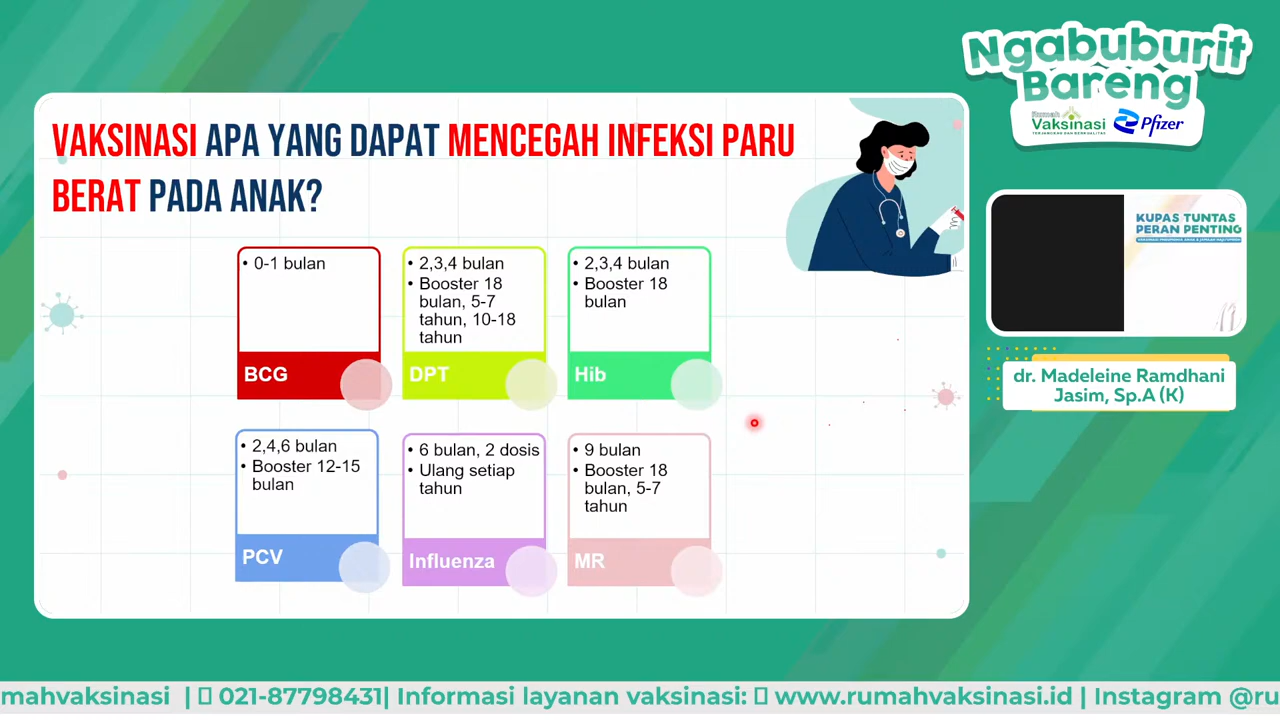 Ngabuburit
Bareng
Rumah
Vaksinasi
TERJANGKAU DAN BERKUALITAS
Pfizer
VAKSINASI APA YANG DAPAT MENCEGAH INFEKSI PARU
BERAT PADA ANAK?
• 0-1 bulan
BCG
• 2,3,4 bulan
• Booster 18
bulan, 5-7
tahun, 10-18
tahun
DPT
• 2,3,4 bulan
• Booster 18
bulan
Hib
• 2,4,6 bulan
• Booster 12-15
bulan
PCV
• 6 bulan, 2 dosis
• Ulang setiap
tahun
Influenza
• 9 bulan
• Booster 18
bulan, 5-7
tahun
MR
KUPAS TUNTAS
PERAN PENTING
dr. Madeleine Ramdhani
Jasim, Sp.A (K)
mahvaksinasi | 021-87798431| Informasi layanan vaksinasi: www.rumahvaksinasi.id | Instagram @ru